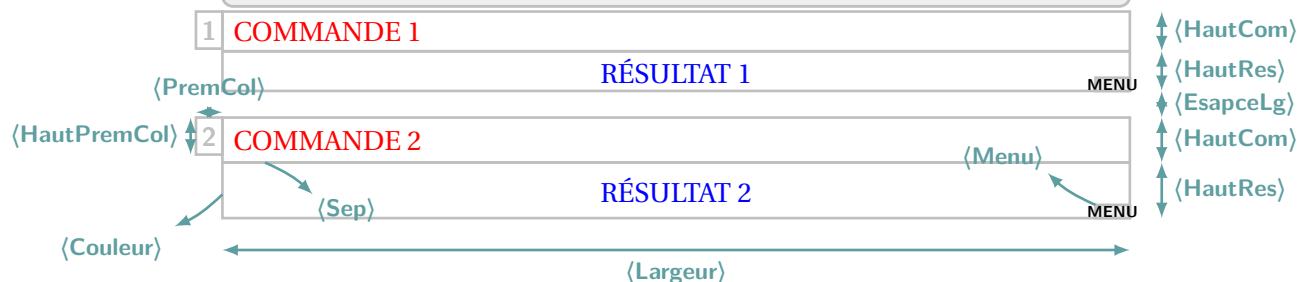 1 COMMANDE 1 ⟨HautCom⟩
RÉSULTAT 1 ⟨HautRes⟩
MENU
⟨PremCol⟩ ⟨EsapceLg⟩
⟨HautPremCol⟩ 2 COMMANDE 2 ⟨HautCom⟩
⟨Menu⟩
RÉSULTAT 2 ⟨HautRes⟩
⟨Sep⟩ MENU
⟨Couleur⟩
⟨Largeur⟩